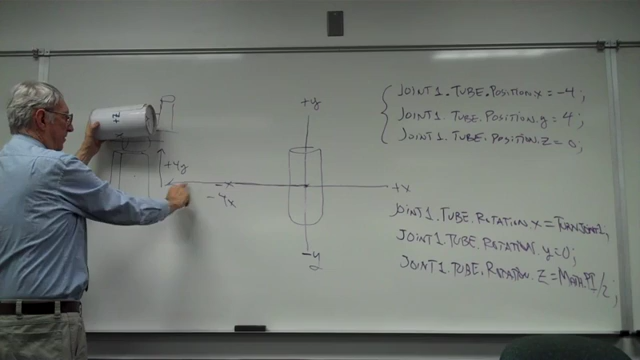 +y
JOINT1.TUBE.POSITION.X = -4;
JOINT1.TUBE.POSITION.y = 4;
JOINT1.TUBE.POSITION.Z = 0;
+Z
+4y
-4x
+x
-y
JOINT1.TUBE.ROTATION.X =
JOINT1.TUBE.ROTATION.y = 0;
JOINT1.TUBE.ROTATION.Z = MATH.PI/2;